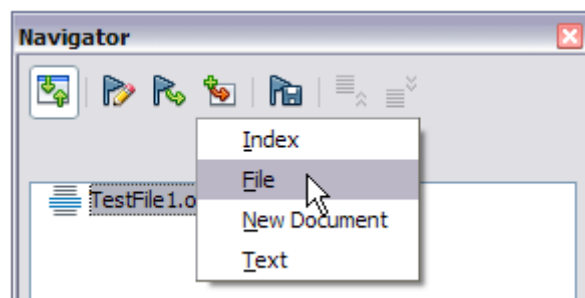 Navigator
Index
File
TestFile1.o
New Document
Text